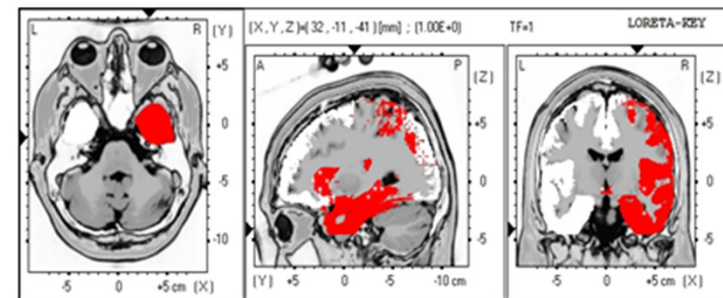 L R (Y) (X,Y,Z)=( 32 , -11 , -41) [mm] ; (1.00E+0) TF=1 LORETA-KEY
A P (Z) L R (Z)
+5 +5 +5
0 0 0
-5 -5 -5
-10
-5 0 +5 cm (X) (Y) +5 0 -5 -10 cm -5 0 +5 cm (X)